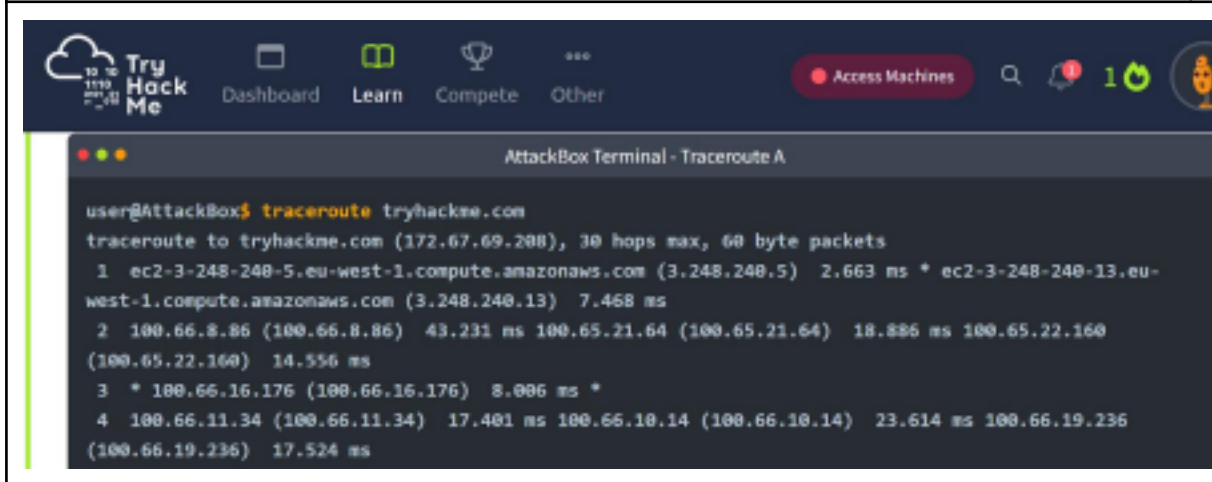 Try
Hack
Me
Dashboard
Learn
Compete
Other
Access Machines
1
AttackBox Terminal - Traceroute A
user@AttackBox$ traceroute tryhackme.com
traceroute to tryhackme.com (172.67.69.208), 30 hops max, 60 byte packets
1 ec2-3-248-240-5.eu-west-1.compute.amazonaws.com (3.248.240.5) 2.663 ms * ec2-3-248-240-13.eu-
west-1.compute.amazonaws.com (3.248.240.13) 7.468 ms
2 100.66.8.86 (100.66.8.86) 43.231 ms 100.65.21.64 (100.65.21.64) 18.886 ms 100.65.22.160
(100.65.22.160) 14.556 ms
3 * 100.66.16.176 (100.66.16.176) 8.006 ms *
4 100.66.11.34 (100.66.11.34) 17.401 ms 100.66.10.14 (100.66.10.14) 23.614 ms 100.66.19.236
(100.66.19.236) 17.524 ms